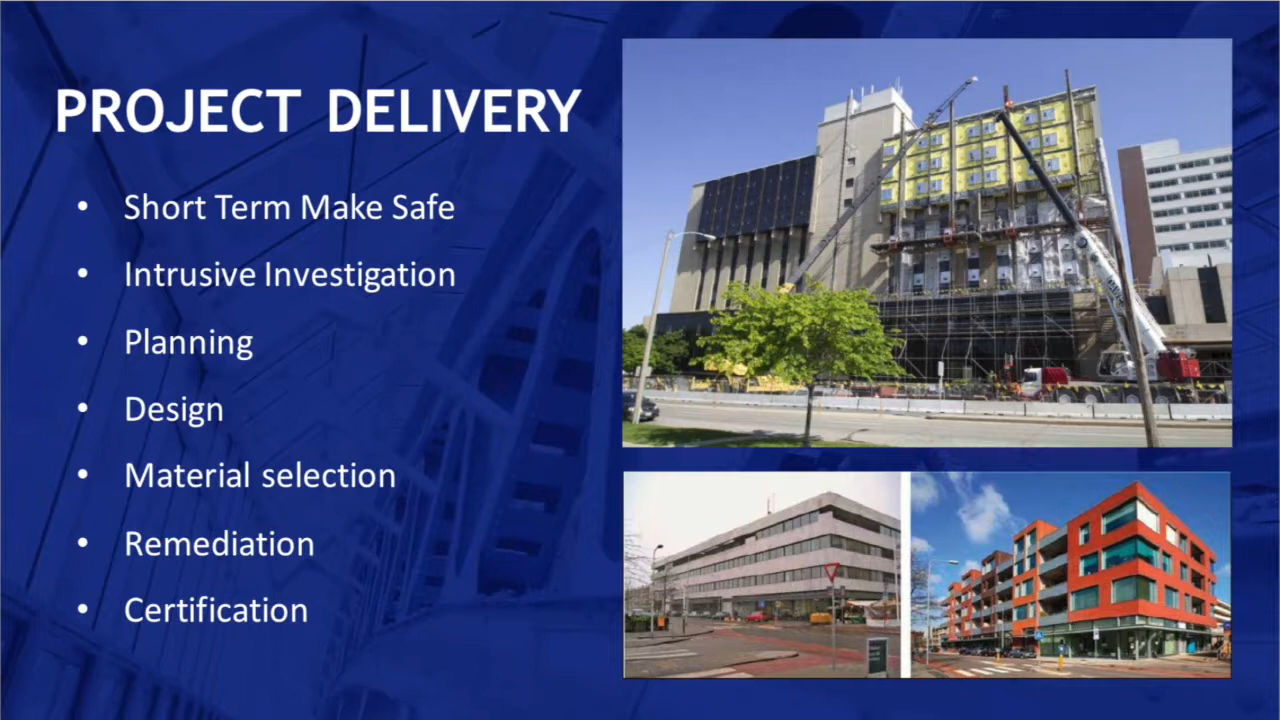 PROJECT DELIVERY
• Short Term Make Safe
• Intrusive Investigation
• Planning
• Design
• Material selection
• Remediation
• Certification